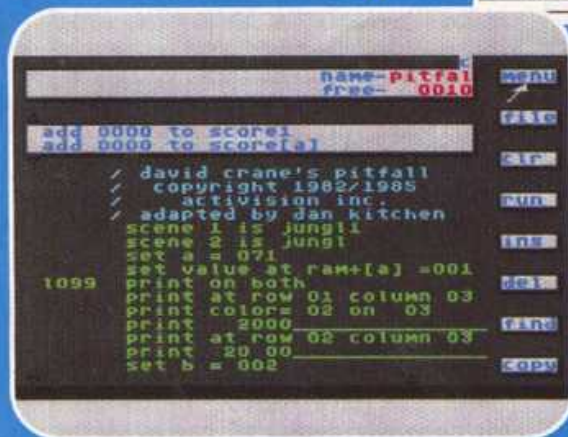 c
name-pitfal
free- 0010
add 0000 to score1
add 0000 to score[a]
/ david crane's pitfall
/ copyright 1982/1985
/ activision inc.
/ adapted by dan kitchen
scene 1 is jungl1
scene 2 is jungl
set a = 071
set value at ram+[a] =001
1099 print on both
print at row 01 column 03
print color= 02 on 03
print 2000
print at row 02 column 03
print 20 00
set b = 002
menu
file
clr
run
ins
del
find
copy